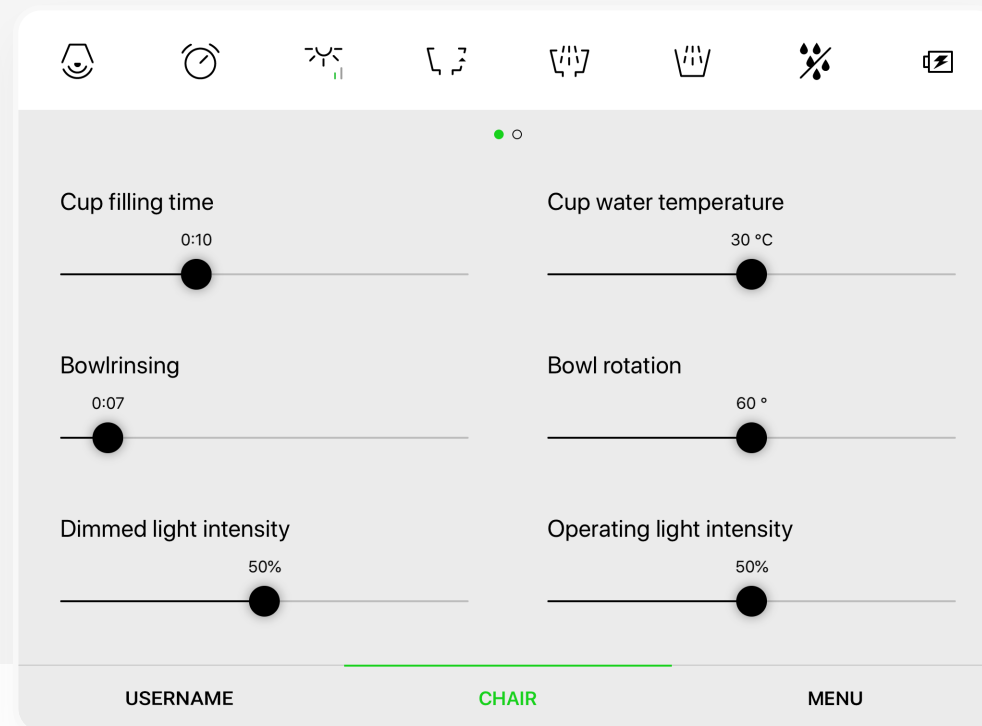 Cup filling time
0:10
Cup water temperature
30 °C
Bowlrinsing
0:07
Bowl rotation
60 °
Dimmed light intensity
50%
Operating light intensity
50%
USERNAME
CHAIR
MENU